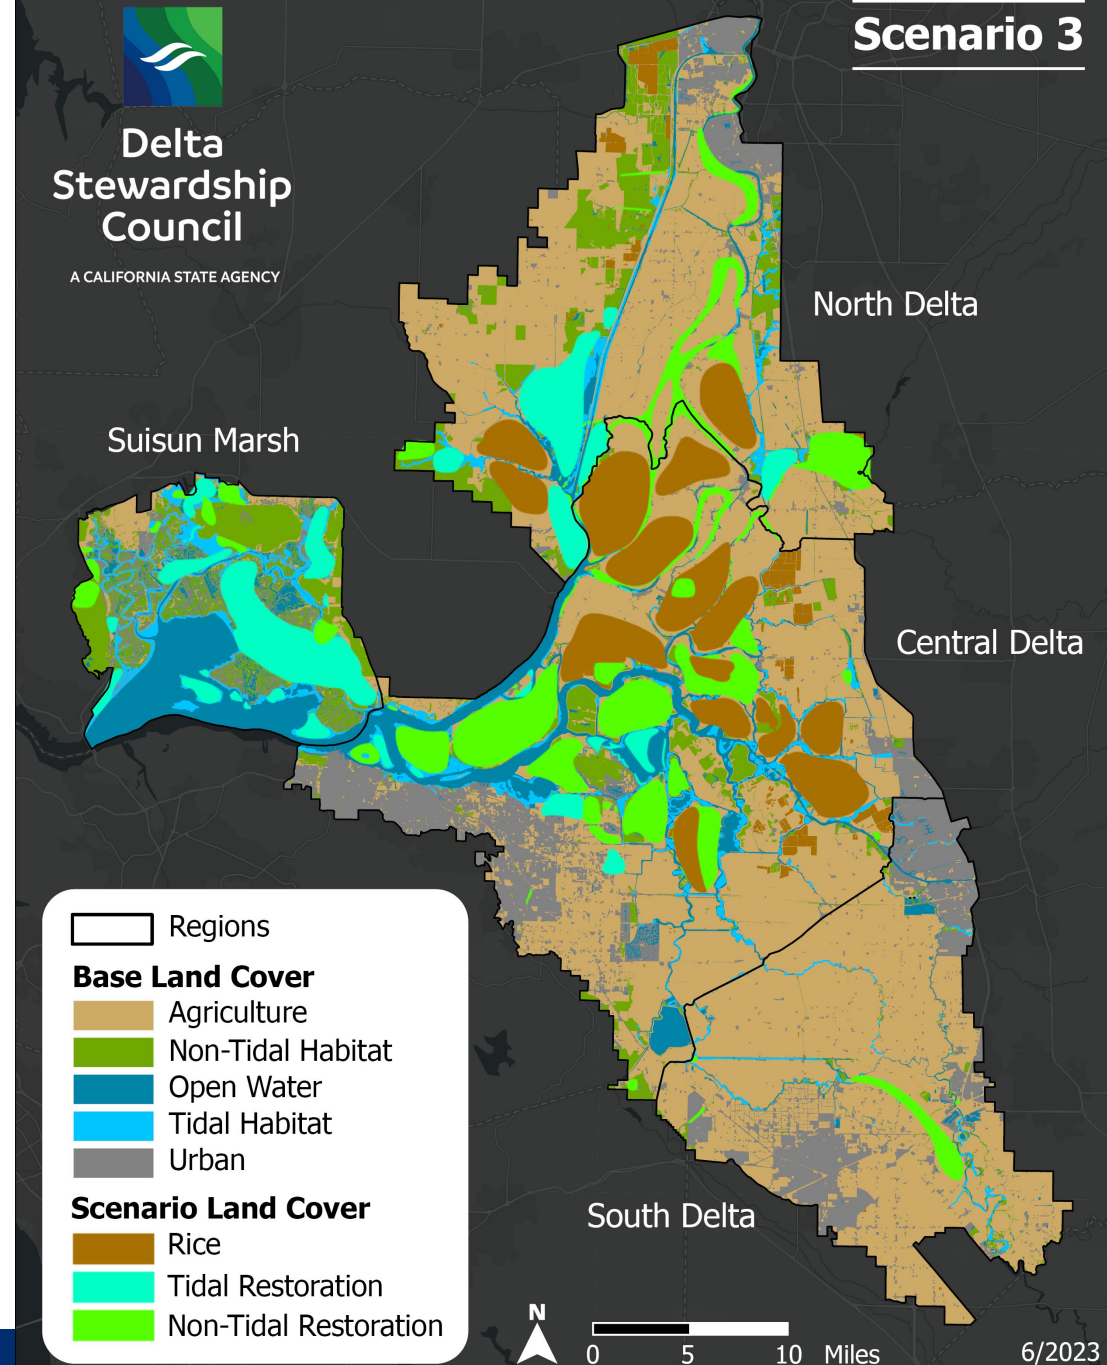 Scenario 3
Delta
Stewardship
Council
A CALIFORNIA STATE AGENCY
North Delta
Suisun Marsh
Central Delta
South Delta
Regions
Base Land Cover
Agriculture
Non-Tidal Habitat
Open Water
Tidal Habitat
Urban
Scenario Land Cover
Rice
Tidal Restoration
Non-Tidal Restoration
N
0 5 10 Miles
6/2023